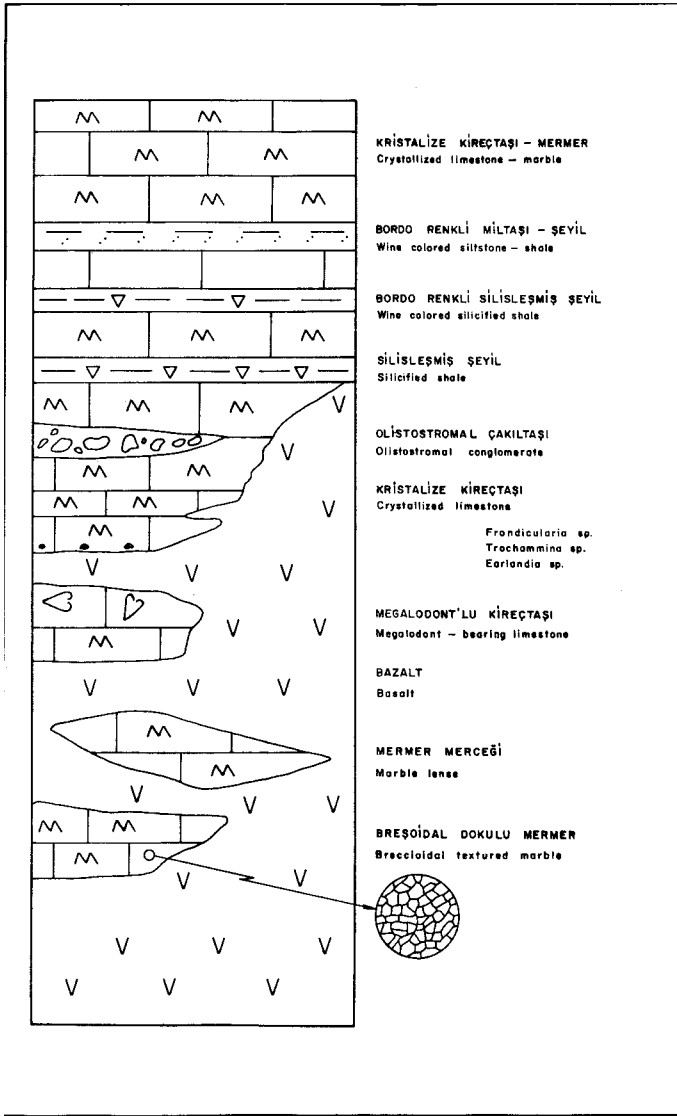 KRİSTALİZE KİREÇTAŞI – MERMER
Crystallized limestone – marble
BORDO RENKLİ MİLTAŞI – ŞEYİL
Wine colored siltstone – shale
BORDO RENKLİ SİLİSLEŞMİŞ ŞEYİL
Wine colored silicified shale
SİLİSLEŞMİŞ ŞEYİL
Silicified shale
OLİSTOSTROMAL ÇAKILTAŞI
Olistostromal conglomerate
KRİSTALİZE KİREÇTAŞI
Crystallized limestone
Frondicularia sp.
Trochammina sp.
Earlandia sp.
MEGALODONT'LU KİREÇTAŞI
Megalodont – bearing limestone
BAZALT
Basalt
MERMER MERCEĞİ
Marble lense
BREŞOİDAL DOKULU MERMER
Breccioidal textured marble